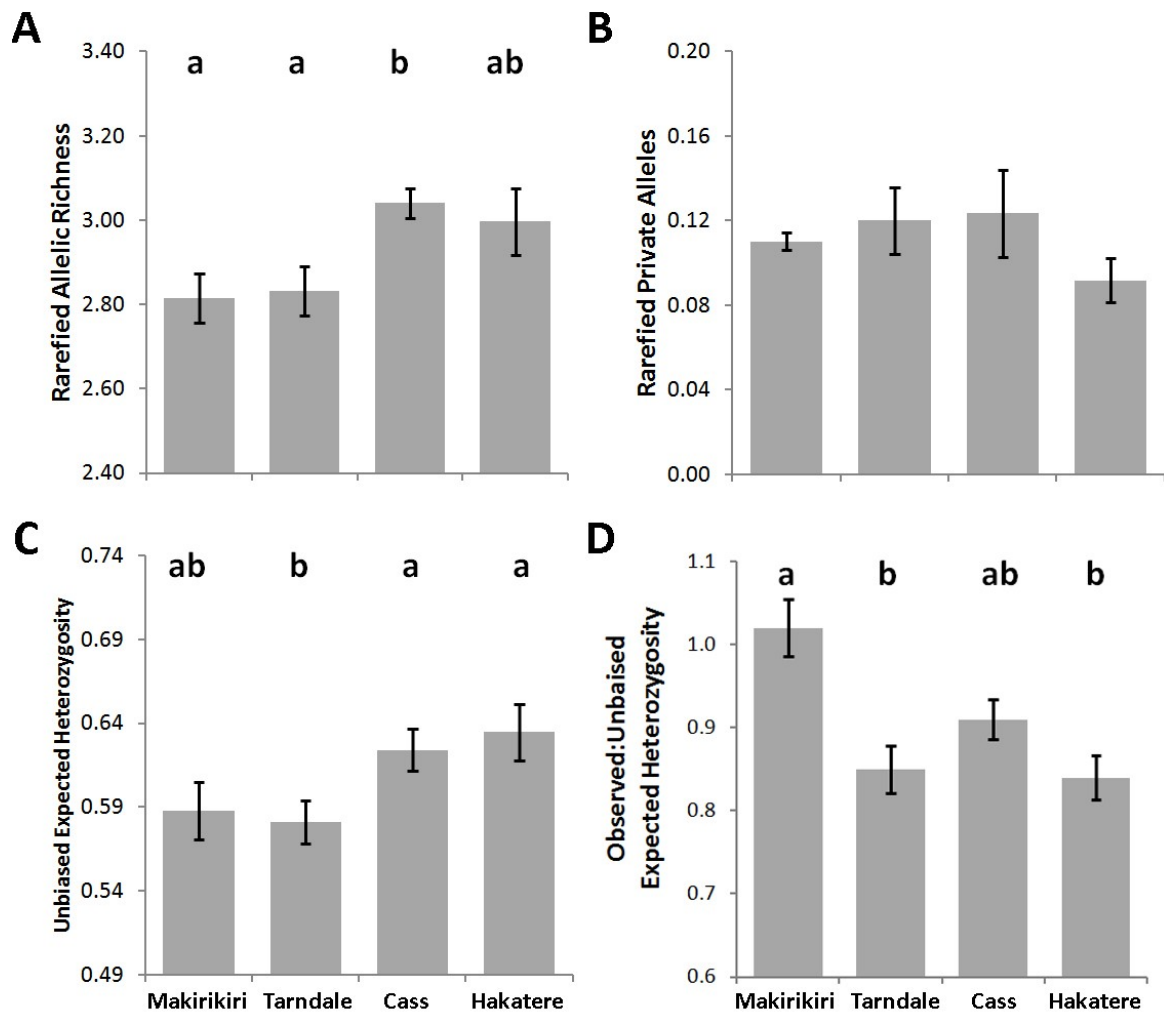 A
Rarefied Allelic Richness
3.40
3.20
3.00
2.80
2.60
2.40
a
a
b
ab
B
Rarefied Private Alleles
0.20
0.16
0.12
0.08
0.04
0.00
C
Unbiased Expected Heterozygosity
0.74
0.69
0.64
0.59
0.54
0.49
ab
b
a
a
Makirikiri
Tarndale
Cass
Hakatere
D
Observed:Unbaised
Expected Heterozygosity
1.1
1.0
0.9
0.8
0.7
0.6
a
b
ab
b
Makirikiri
Tarndale
Cass
Hakatere